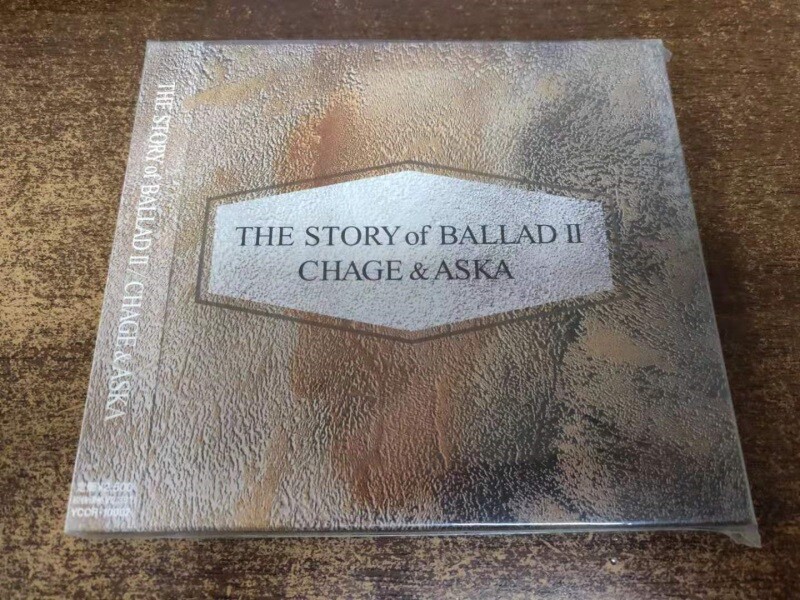 THE STORY of BALLAD II
CHAGE & ASKA
THE STORY of BALLAD II / CHAGE & ASKA